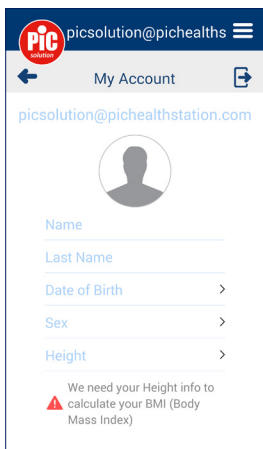 PiC
solution
picsolution@pichealths
My Account
picsolution@pichealthstation.com
Name
Last Name
Date of Birth
Sex
Height
We need your Height info to
calculate your BMI (Body
Mass Index)